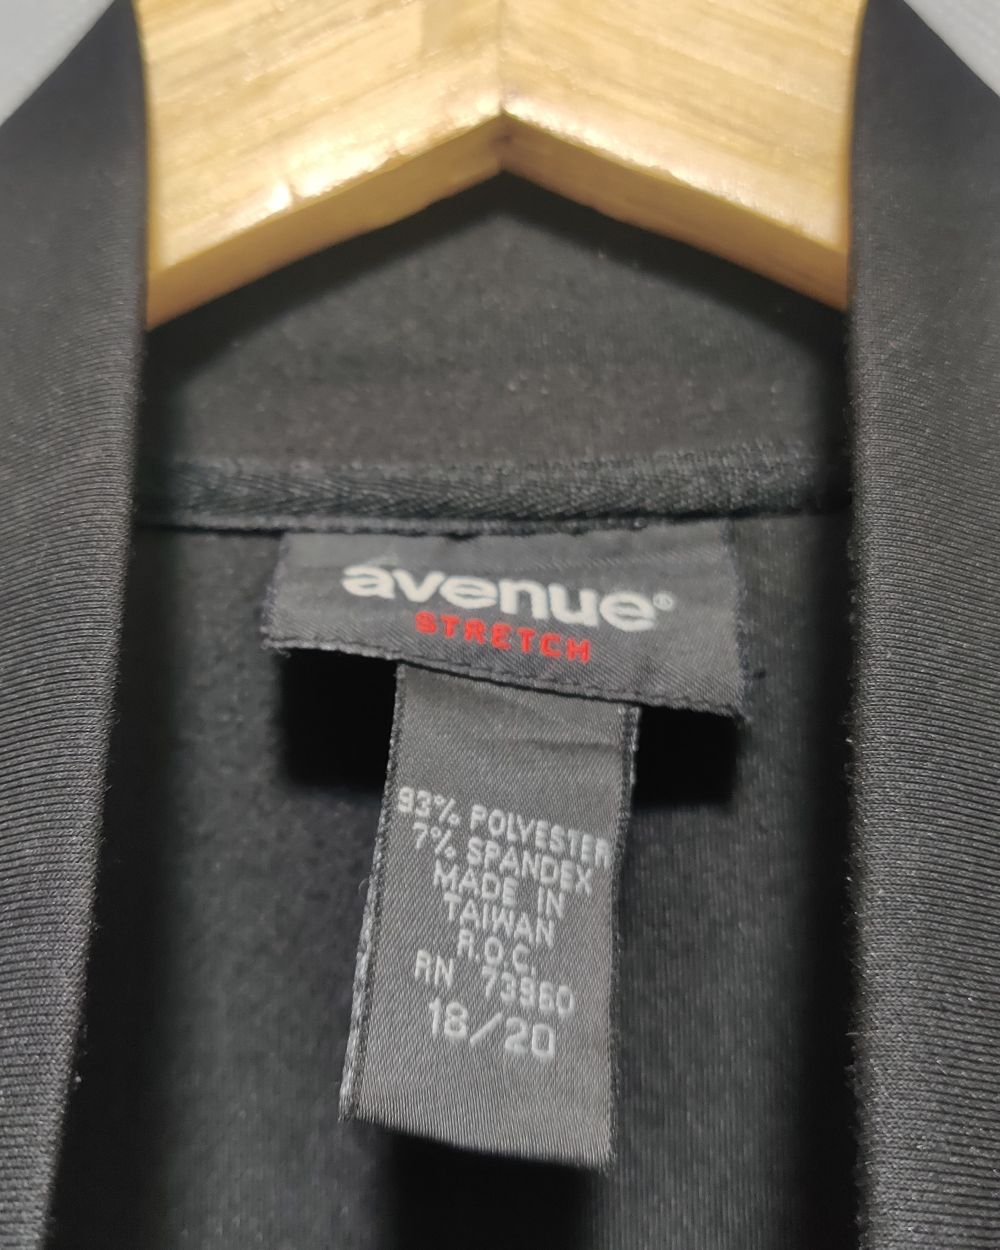 avenue®
STRETCH
93% POLYESTER
7% SPANDEX
MADE IN
TAIWAN
R.O.C.
RN 73960
18/20